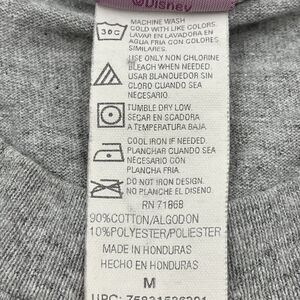 ©Disney
30C
MACHINE WASH
COLD WITH LIKE COLORS.
LAVAR EN LAVADORA EN
AGUA FRIA CON COLORES
SIMILARES.
USE ONLY NON CHLORINE
BLEACH WHEN NEEDED.
USAR BLANQUEDOR SIN
CLORO CUANDO SEA
NECESARIO.
TUMBLE DRY LOW.
SECAR EN SCADORA
A TEMPERATURA BAJA
COOL IRON IF NEEDED.
PLANCHAR CUANDO SEA
NECESARIO CON
PLANCHA FRIA.
DO NOT IRON DESIGN.
NO PLANCHE EL DISENO.
RN 71868
90%COTTON/ALGODON
10%POLYESTER/POLIESTER
MADE IN HONDURAS
HECHO EN HONDURAS
M
UPC: